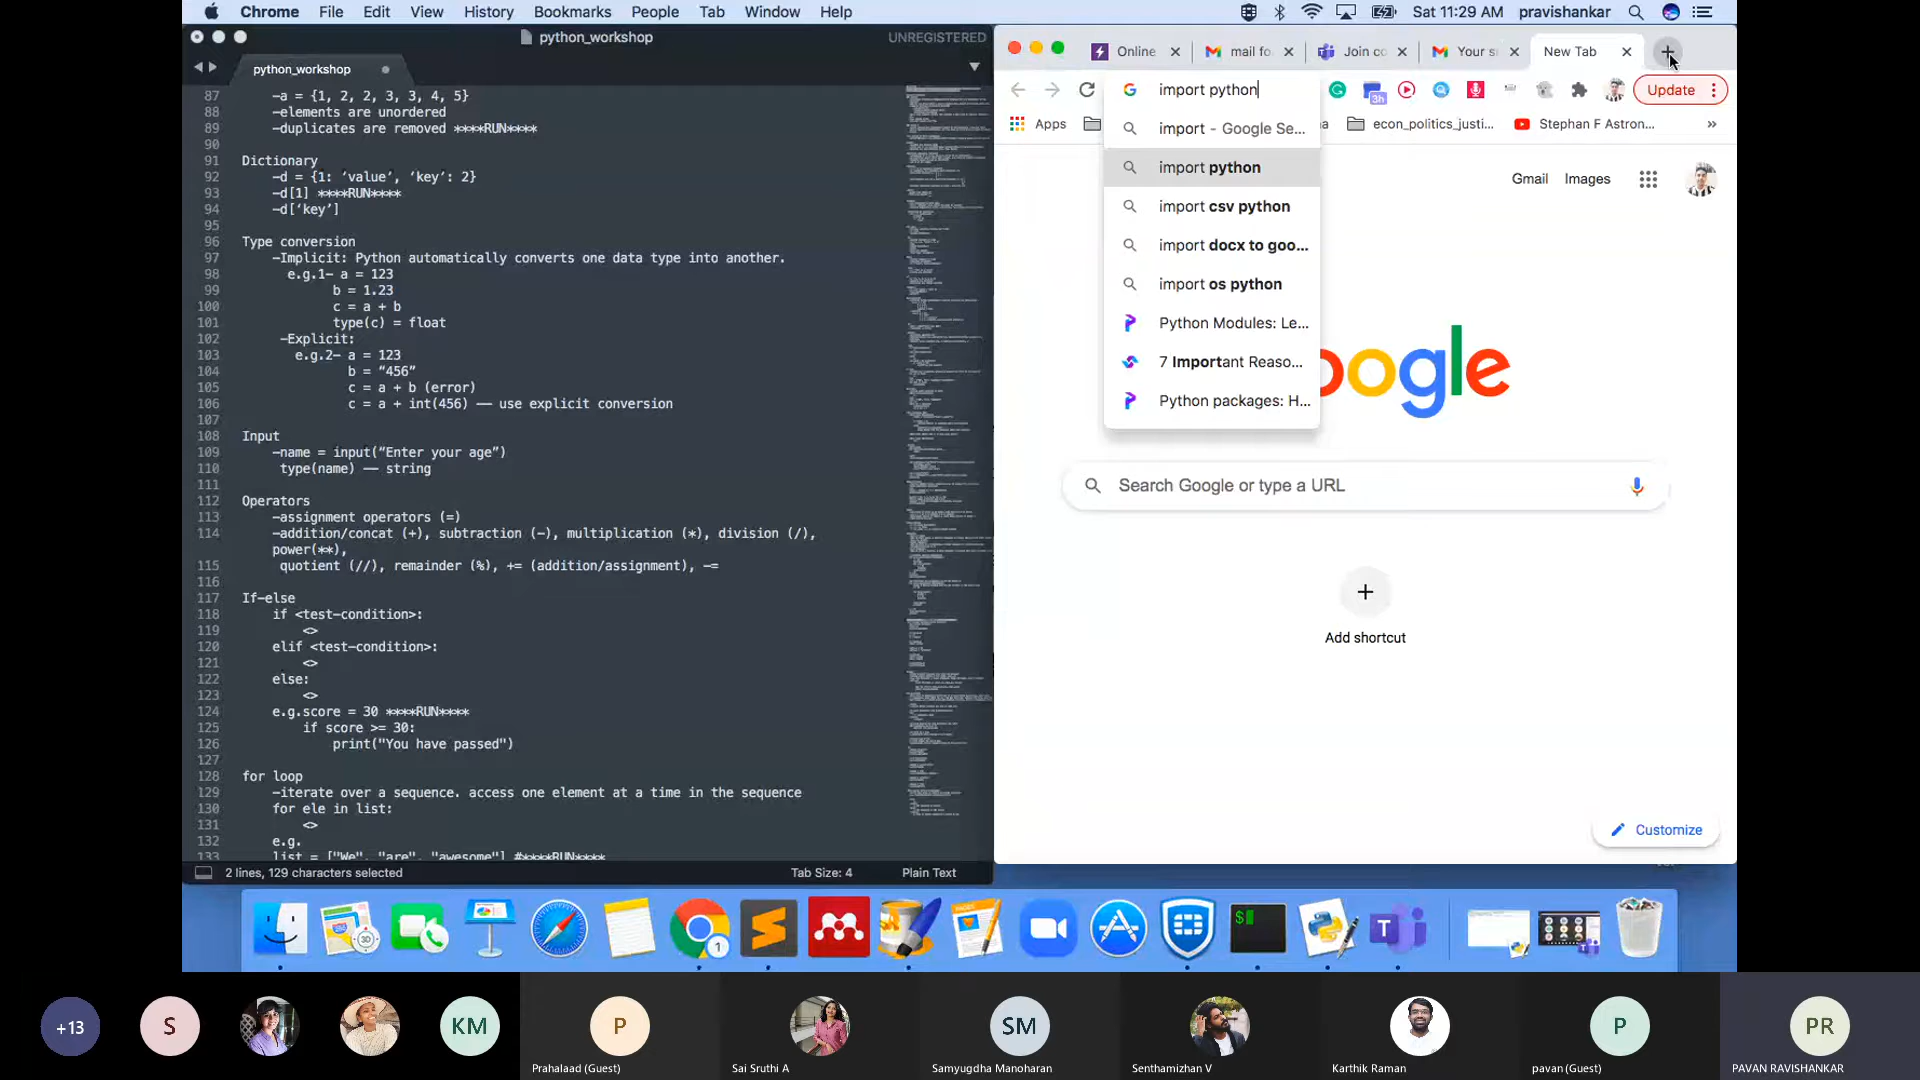 Chrome File Edit View History Bookmarks People Tab Window Help
Sat 11:29 AM pravishankar
python_workshop UNREGISTERED
python_workshop
87 -a = {1, 2, 2, 3, 3, 4, 5}
88 -elements are unordered
89 -duplicates are removed ****RUN****
90
91 Dictionary
92 -d = {1: ‘value’, ‘key’: 2}
93 -d[1] ****RUN****
94 -d[‘key’]
95
96 Type conversion
97 -Implicit: Python automatically converts one data type into another.
98 e.g.1- a = 123
99 b = 1.23
100 c = a + b
101 type(c) = float
102 -Explicit:
103 e.g.2- a = 123
104 b = “456”
105 c = a + b (error)
106 c = a + int(456) –– use explicit conversion
107
108 Input
109 -name = input(“Enter your age”)
110 type(name) –– string
111
112 Operators
113 -assignment operators (=)
114 -addition/concat (+), subtraction (-), multiplication (*), division (/),
power(**),
115 quotient (//), remainder (%), += (addition/assignment), -=
116
117 If-else
118 if <test-condition>:
119 <>
120 elif <test-condition>:
121 <>
122 else:
123 <>
124 e.g.score = 30 ****RUN****
125 if score >= 30:
126 print("You have passed")
127
128 for loop
129 -iterate over a sequence. access one element at a time in the sequence
130 for ele in list:
131 <>
132 e.g.
133 list = ["We", "are", "awesome"] #****RUN****
2 lines, 129 characters selected Tab Size: 4 Plain Text
Online mail fo Join co Your s New Tab
import python
3h
Update
Apps
econ_politics_justi...
Stephan F Astron...
»
import - Google Se...
import python
import csv python
import docx to goo...
import os python
Python Modules: Le...
7 Important Reaso...
Python packages: H...
Gmail Images
Search Google or type a URL
Add shortcut
Customize
3D
1
$
T
+13
S
KM
P
Prahalaad (Guest)
Sai Sruthi A
SM
Samyugdha Manoharan
Senthamizhan V
Karthik Raman
P
pavan (Guest)
PR
PAVAN RAVISHANKAR